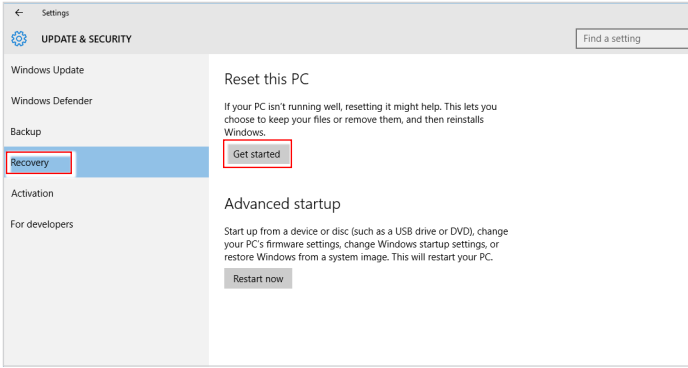 Settings
UPDATE & SECURITY
Find a setting
Windows Update
Windows Defender
Backup
Recovery
Activation
For developers
Reset this PC
If your PC isn't running well, resetting it might help. This lets you
choose to keep your files or remove them, and then reinstalls
Windows.
Get started
Advanced startup
Start up from a device or disc (such as a USB drive or DVD), change
your PC's firmware settings, change Windows startup settings, or
restore Windows from a system image. This will restart your PC.
Restart now